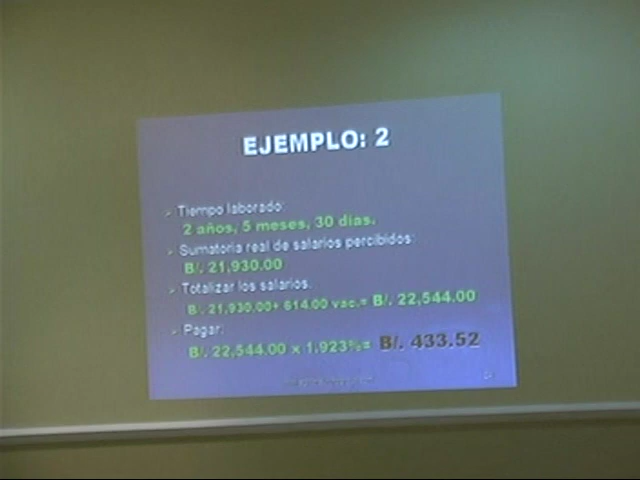 EJEMPLO: 2
Tiempo laborado:
2 años, 5 meses, 30 días.
Sumatoria real de salarios percibidos:
B/. 21,930.00
Totalizar los salarios.
B/. 21,930.00+ 614.00 vac.= B/. 22,544.00
Pagar:
B/. 22,544.00 x 1.923%= B/. 433.52